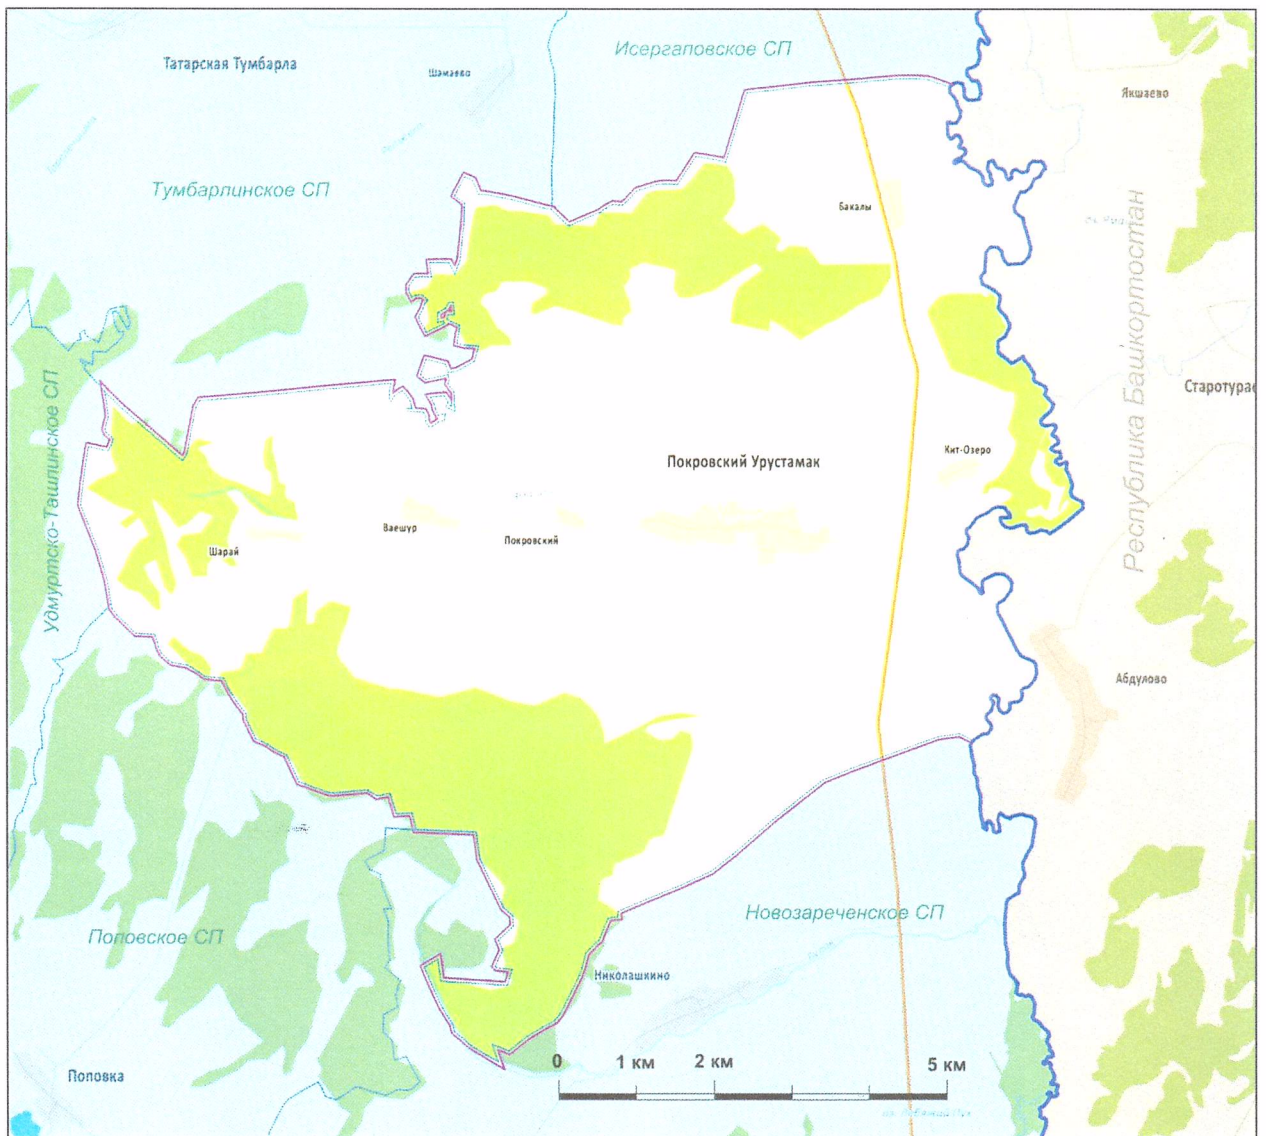 Исергаповское СП
Татарская Тумбарла
Шамаево
Якшаево
Тумбарлинское СП
Бакалы
Республика Башкортостан
Удмуртско-Ташлинское СП
Старотурае
Кит-Озеро
Покровский Урустамак
Ваешур
Покровский
Шарай
Абдулово
Новозареченское СП
Поповское СП
Николашкино
0 1 км 2 км 5 км
Поповка